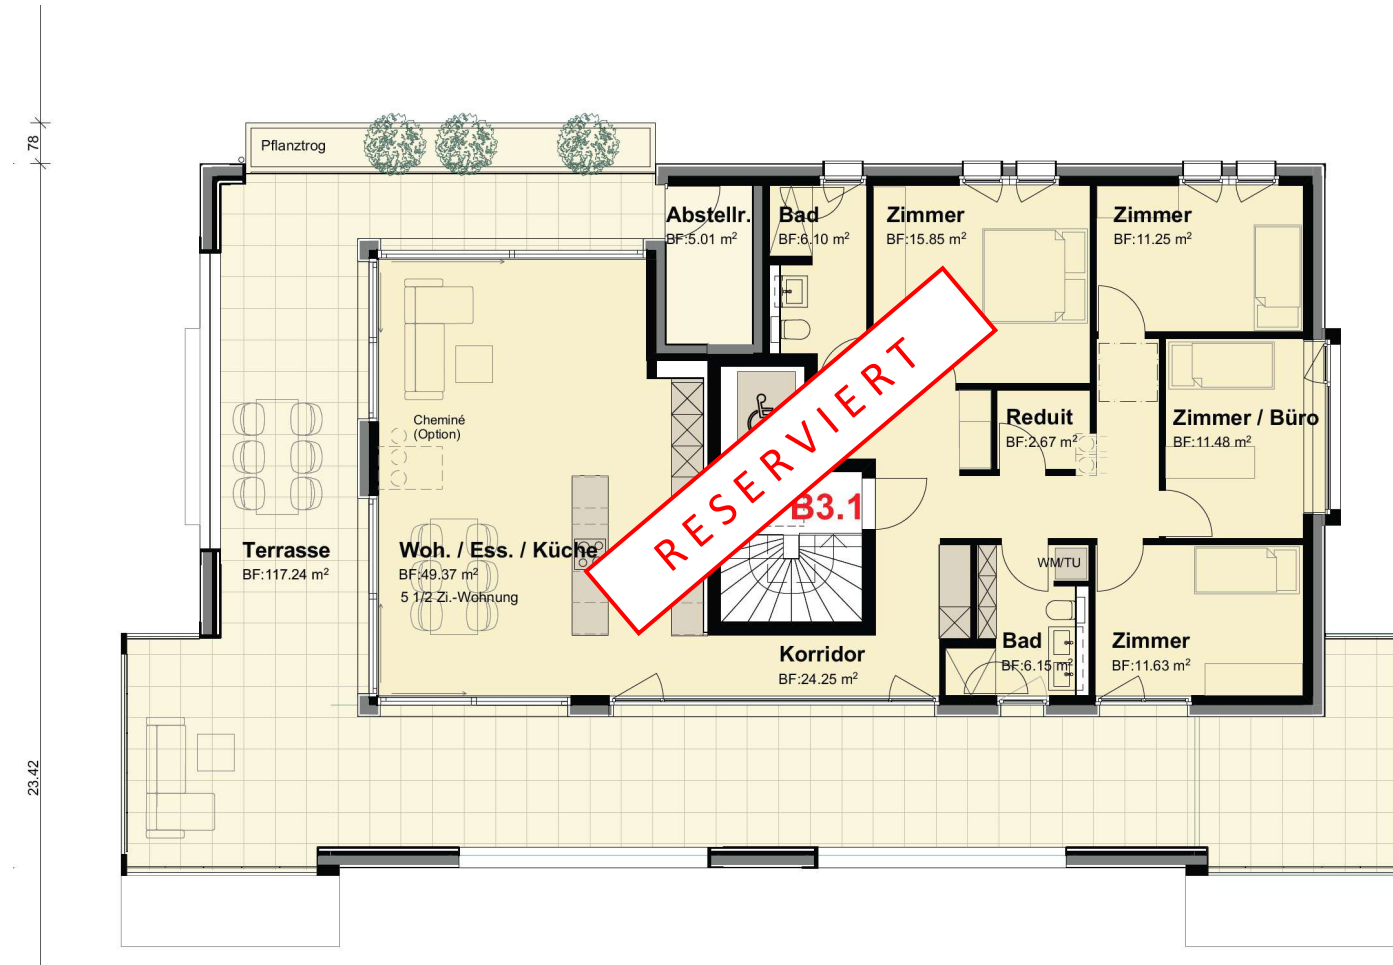 78
Pflanztrog
Abstellr.
BF:5.01 m²
Bad
BF:6.10 m²
Zimmer
BF:15.85 m²
Zimmer
BF:11.25 m²
Cheminé
(Option)
Reduit
BF:2.67 m²
Zimmer / Büro
BF:11.48 m²
RESERVIERT
B3.1
Terrasse
BF:117.24 m²
Woh. / Ess. / Küche
BF:49.37 m²
5 1/2 Zi.-Wohnung
WM/TU
Korridor
BF:24.25 m²
Bad
BF:6.15 m²
Zimmer
BF:11.63 m²
23.42